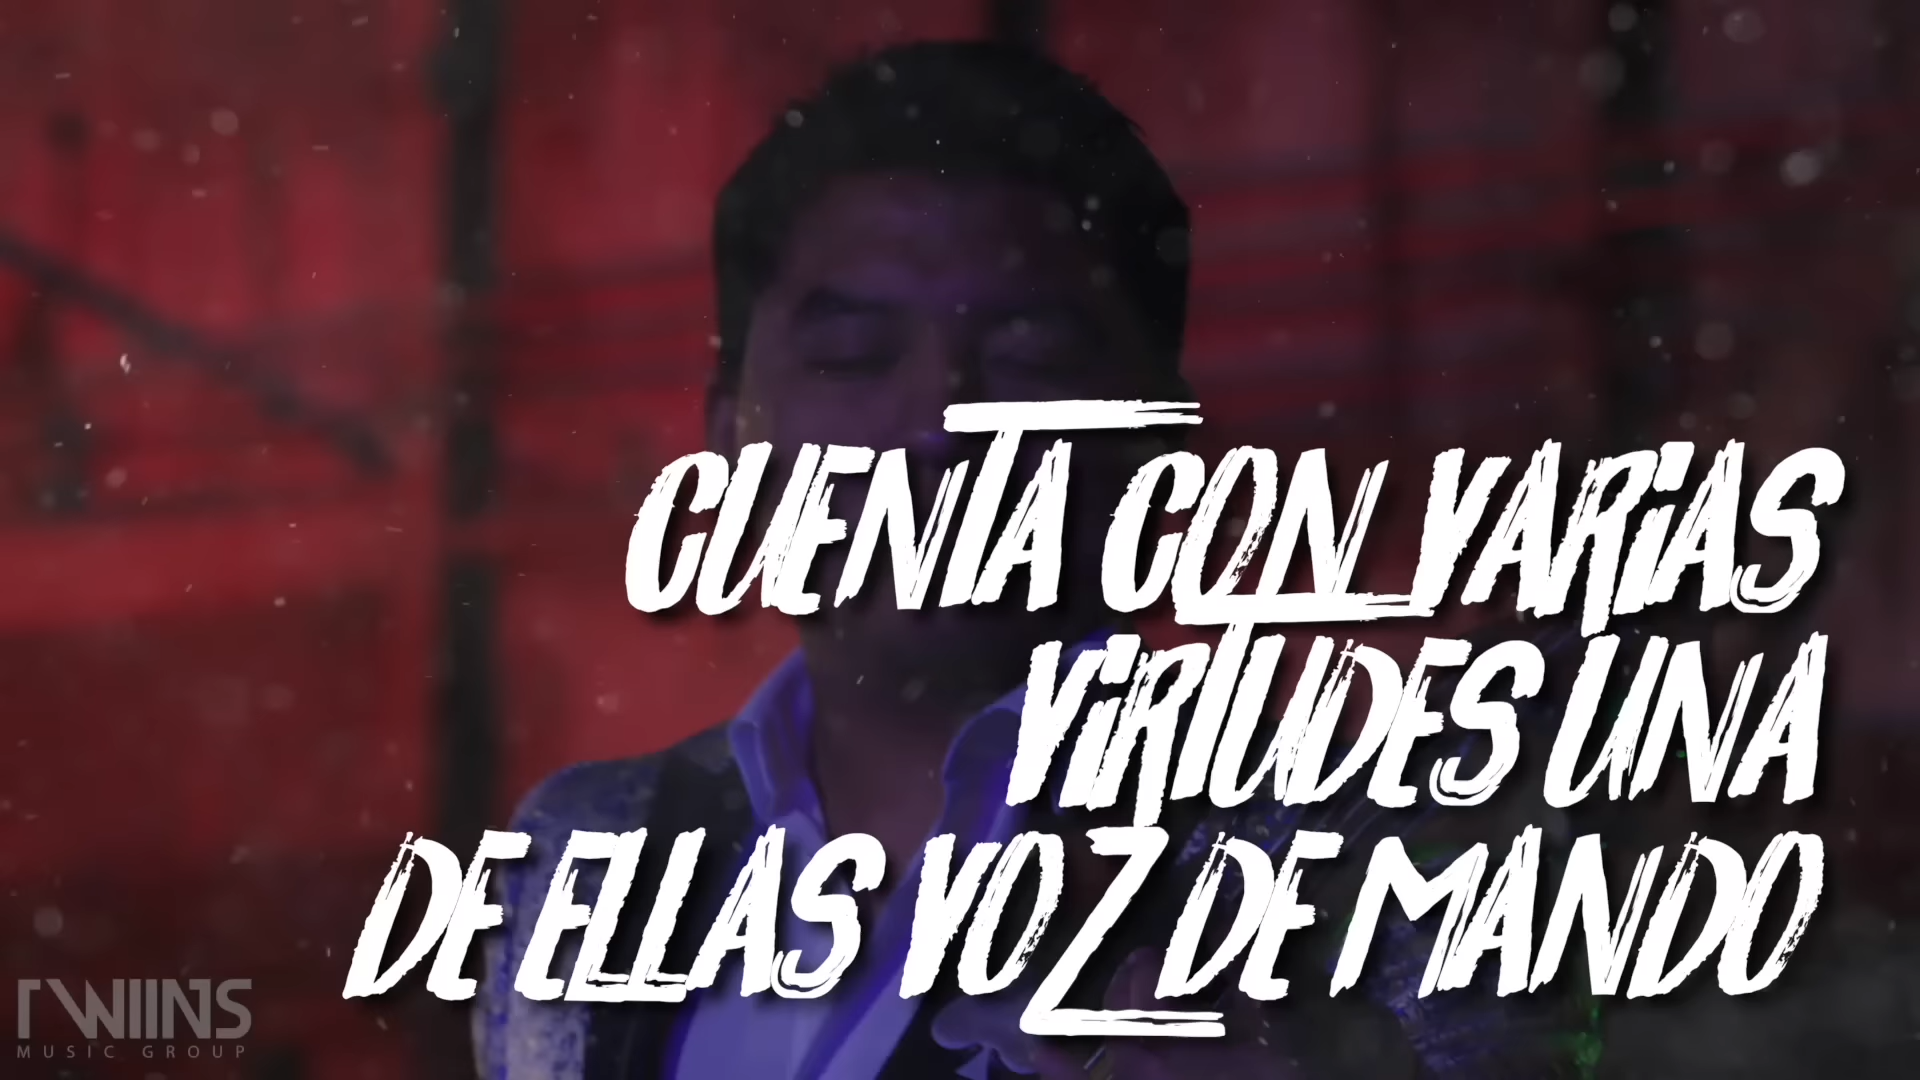 CUENTA CON VARiAS
ViRTUDES UNA
DE ELLAS VOZ DE MANDO
TWIINS
MUSIC GROUP